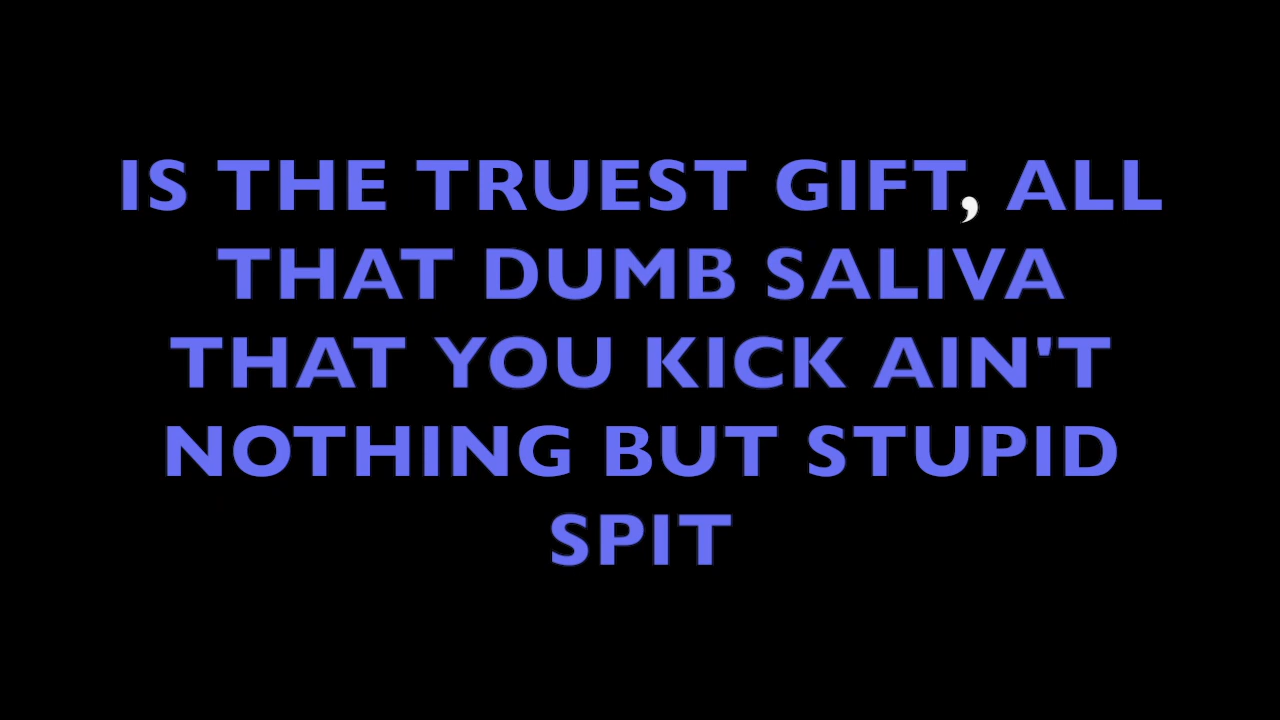 IS THE TRUEST GIFT, ALL
THAT DUMB SALIVA
THAT YOU KICK AIN'T
NOTHING BUT STUPID
SPIT